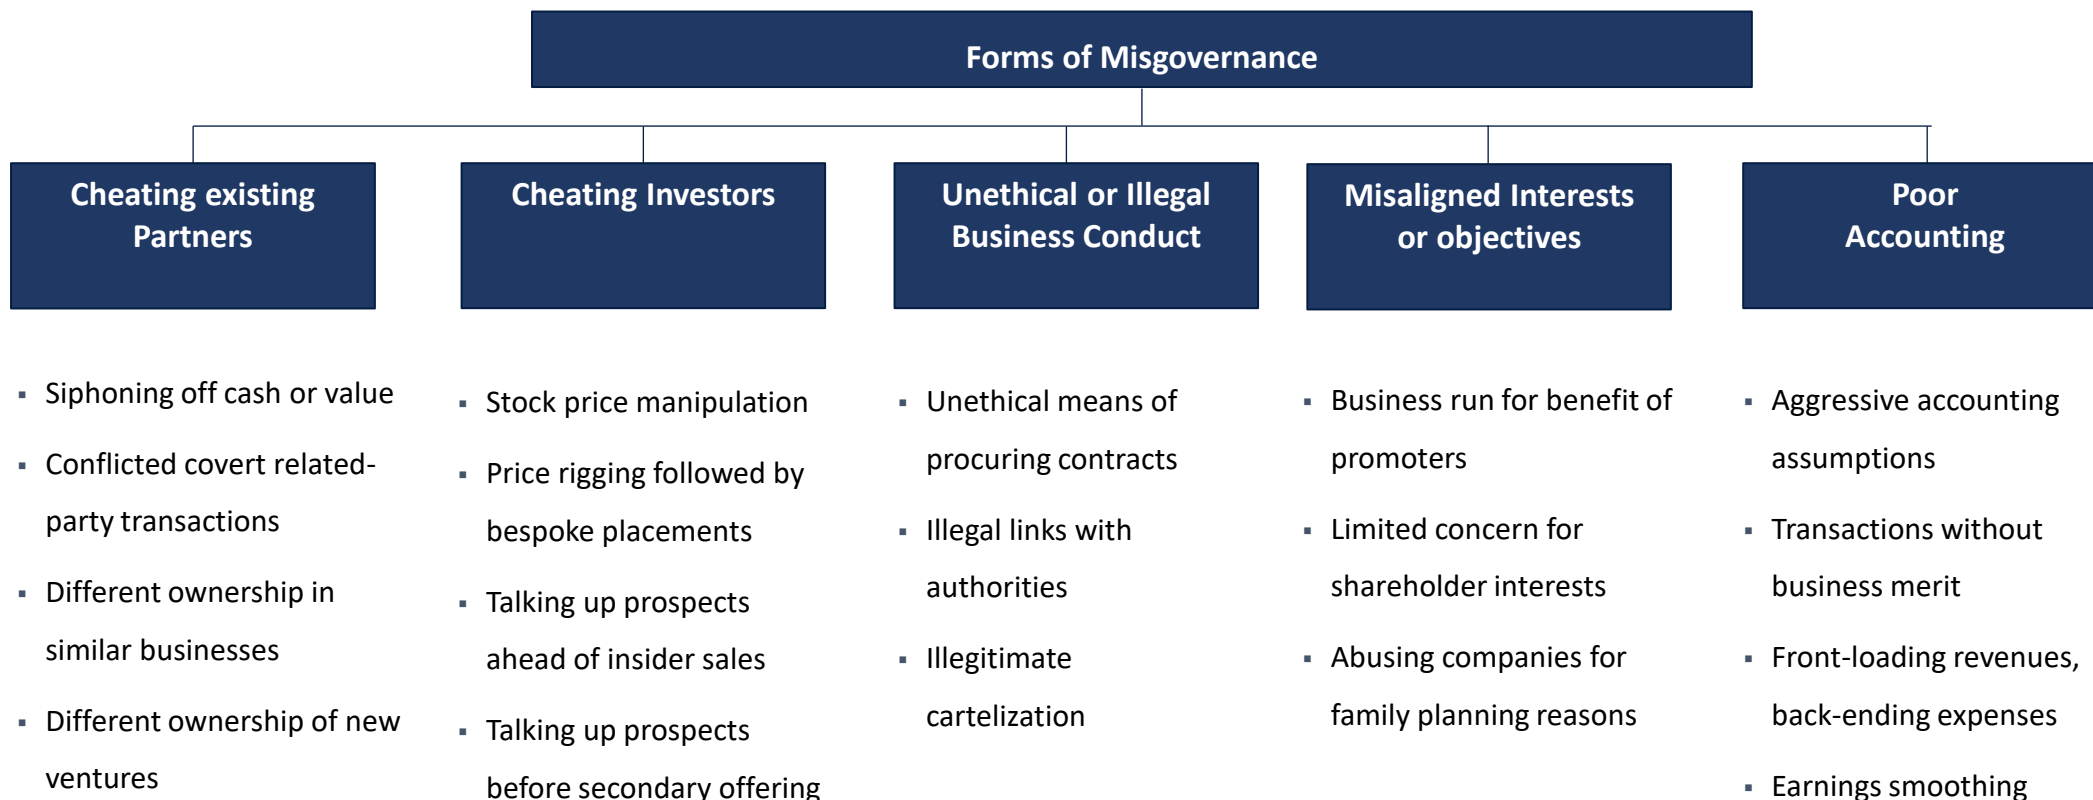 Forms of Misgovernance
Cheating existing
Partners
Cheating Investors
Unethical or Illegal
Business Conduct
Misaligned Interests
or objectives
Poor
Accounting
▪ Siphoning off cash or value
▪ Conflicted covert related-
party transactions
▪ Different ownership in
similar businesses
▪ Different ownership of new
ventures
▪ Stock price manipulation
▪ Price rigging followed by
bespoke placements
▪ Talking up prospects
ahead of insider sales
▪ Talking up prospects
before secondary offering
▪ Unethical means of
procuring contracts
▪ Illegal links with
authorities
▪ Illegitimate
cartelization
▪ Business run for benefit of
promoters
▪ Limited concern for
shareholder interests
▪ Abusing companies for
family planning reasons
▪ Aggressive accounting
assumptions
▪ Transactions without
business merit
▪ Front-loading revenues,
back-ending expenses
▪ Earnings smoothing